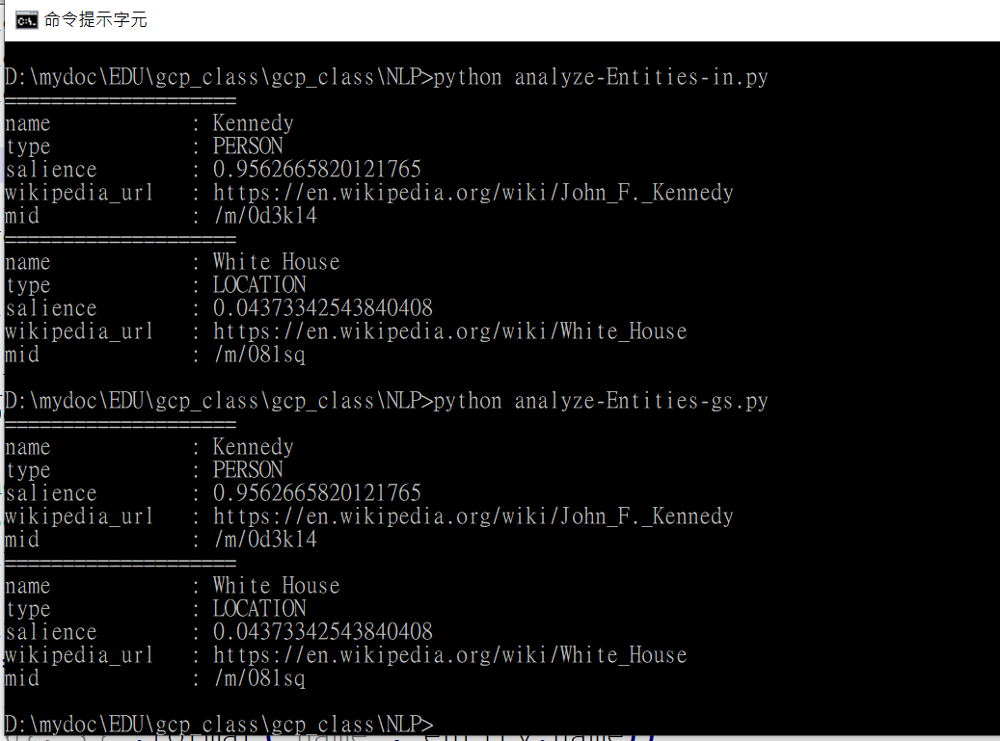 命令提示字元
D:\mydoc\EDU\gcp_class\gcp_class\NLP>python analyze-Entities-in.py
====================
name : Kennedy
type : PERSON
salience : 0.9562665820121765
wikipedia_url : https://en.wikipedia.org/wiki/John_F._Kennedy
mid : /m/0d3k14
====================
name : White House
type : LOCATION
salience : 0.04373342543840408
wikipedia_url : https://en.wikipedia.org/wiki/White_House
mid : /m/081sq
D:\mydoc\EDU\gcp_class\gcp_class\NLP>python analyze-Entities-gs.py
====================
name : Kennedy
type : PERSON
salience : 0.9562665820121765
wikipedia_url : https://en.wikipedia.org/wiki/John_F._Kennedy
mid : /m/0d3k14
====================
name : White House
type : LOCATION
salience : 0.04373342543840408
wikipedia_url : https://en.wikipedia.org/wiki/White_House
mid : /m/081sq
D:\mydoc\EDU\gcp_class\gcp_class\NLP>